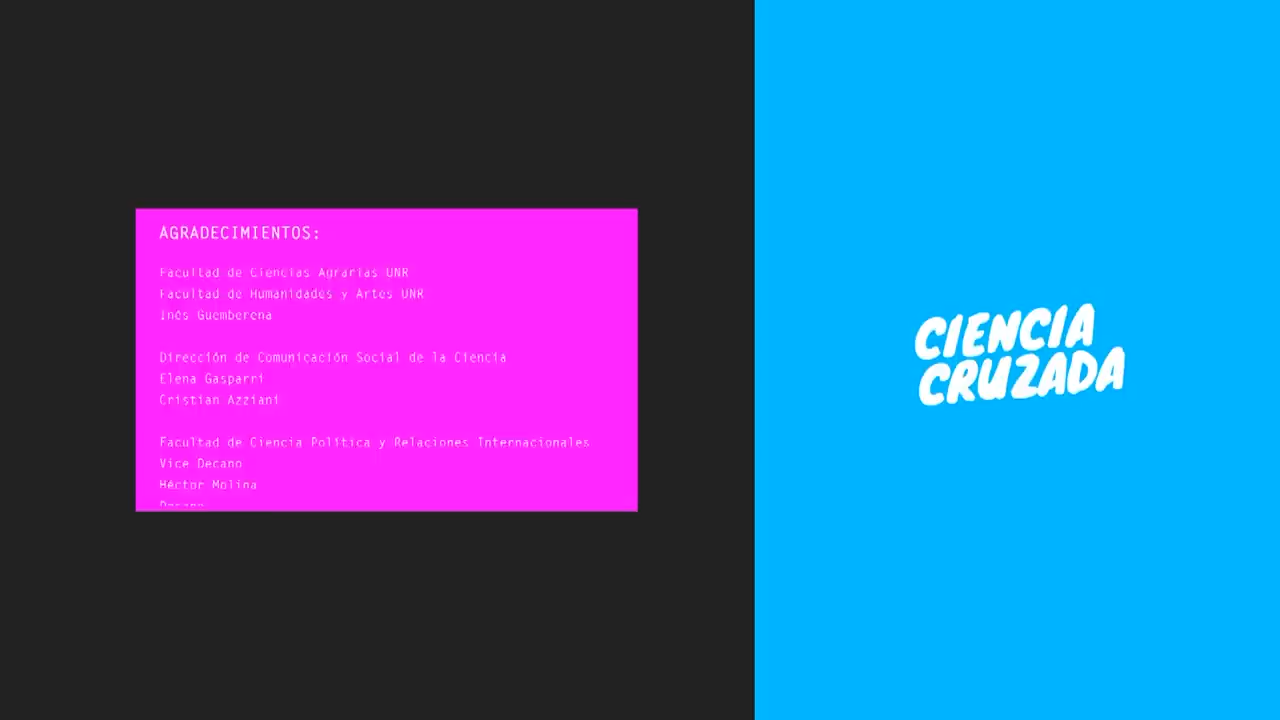 AGRADECIMIENTOS:
Facultad de Ciencias Agrarias UNR
Facultad de Humanidades y Artes UNR
Inés Guemberena
Dirección de Comunicación Social de la Ciencia
Elena Gasparri
Cristian Azziani
Facultad de Ciencia Política y Relaciones Internacionales
Vice Decano
Héctor Molina
CIENCIA
CRUZADA